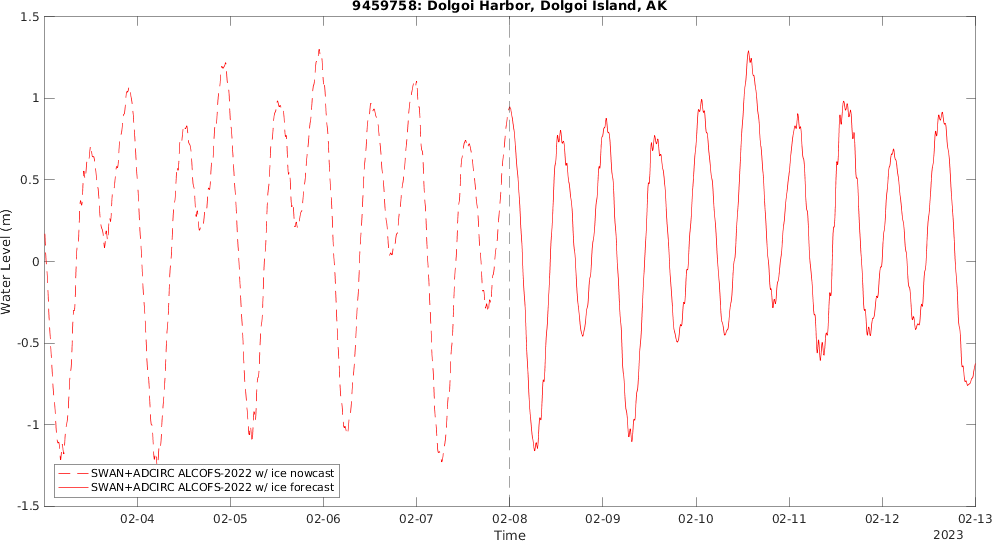 9459758: Dolgoi Harbor, Dolgoi Island, AK
1.5
1
0.5
0
-0.5
-1
-1.5
Water Level (m)
SWAN+ADCIRC ALCOFS-2022 w/ ice nowcast
SWAN+ADCIRC ALCOFS-2022 w/ ice forecast
02-04 02-05 02-06 02-07 02-08 02-09 02-10 02-11 02-12 02-13
Time
2023